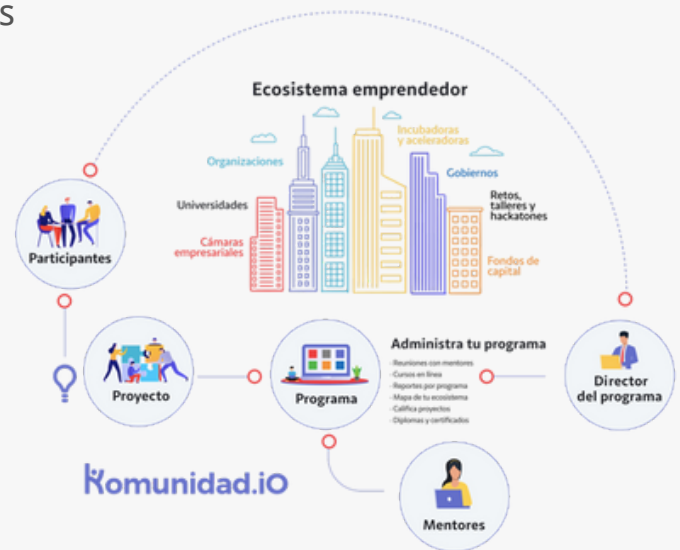 s
Ecosistema emprendedor
Incubadoras
y aceleradoras
Organizaciones
Gobiernos
Universidades
Retos,
talleres y
hackatones
Cámaras
empresariales
Fondos de
capital
Participantes
Administra tu programa
- Reuniones con mentores
- Cursos en línea
- Reportes por programa
- Mapa de tu ecosistema
- Califica proyectos
- Diplomas y certificados
Proyecto
Programa
Director
del programa
Komunidad.iO
Mentores